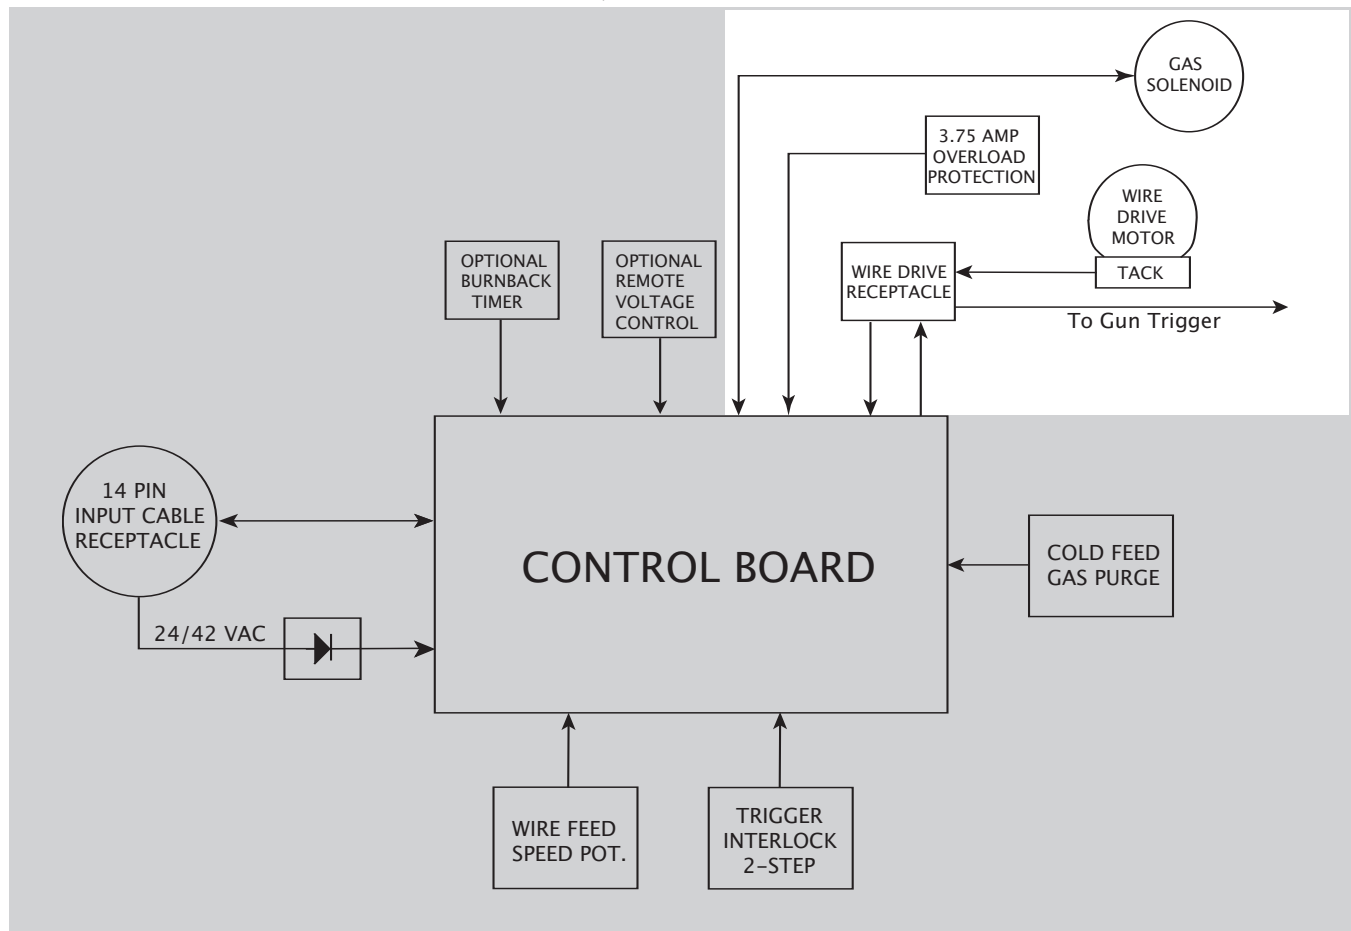 GAS
SOLENOID
3.75 AMP
OVERLOAD
PROTECTION
WIRE
DRIVE
MOTOR
TACK
WIRE DRIVE
RECEPTACLE
To Gun Trigger
OPTIONAL
BURNBACK
TIMER
OPTIONAL
REMOTE
VOLTAGE
CONTROL
14 PIN
INPUT CABLE
RECEPTACLE
24/42 VAC
CONTROL BOARD
COLD FEED
GAS PURGE
WIRE FEED
SPEED POT.
TRIGGER
INTERLOCK
2-STEP